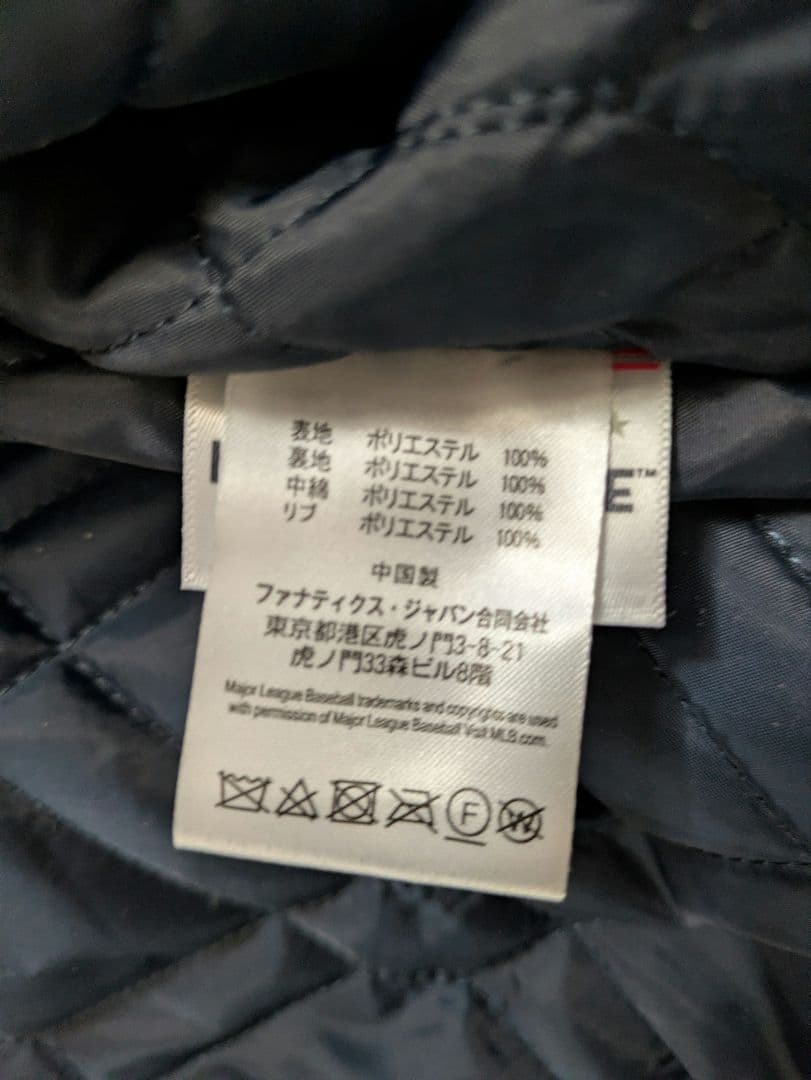 表地 ポリエステル 100%
裏地 ポリエステル 100%
中綿 ポリエステル 100%
リブ ポリエステル 100%
中国製
ファナティクス・ジャパン合同会社
東京都港区虎ノ門3-8-21
虎ノ門33森ビル8階
Major League Baseball trademarks and copyrights are used
with permission of Major League Baseball Visit MLB.com.
F W
E™